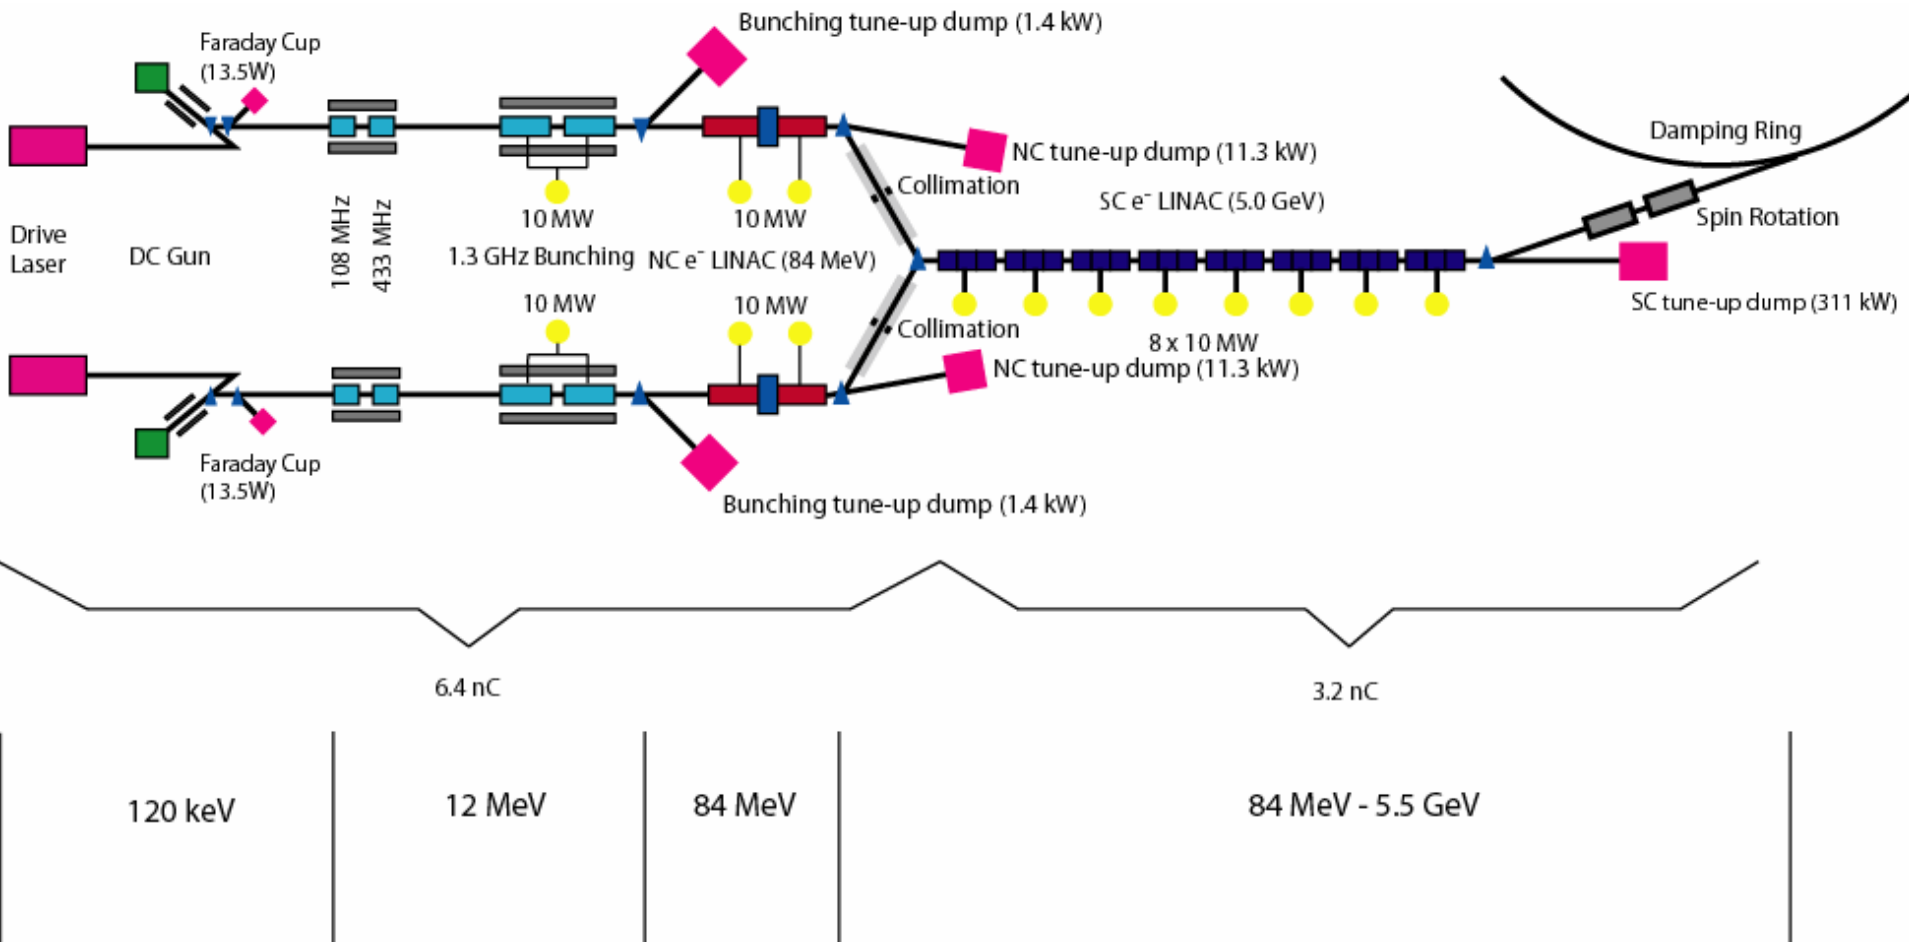 Bunching tune-up dump (1.4 kW)
Faraday Cup
(13.5W)
Damping Ring
NC tune-up dump (11.3 kW)
Collimation
SC e⁻ LINAC (5.0 GeV)
Spin Rotation
10 MW
10 MW
Drive
Laser
DC Gun
108 MHz
433 MHz
1.3 GHz Bunching
NC e⁻ LINAC (84 MeV)
10 MW
10 MW
SC tune-up dump (311 kW)
Collimation
8 x 10 MW
NC tune-up dump (11.3 kW)
Faraday Cup
(13.5W)
Bunching tune-up dump (1.4 kW)
6.4 nC
3.2 nC
120 keV
12 MeV
84 MeV
84 MeV - 5.5 GeV